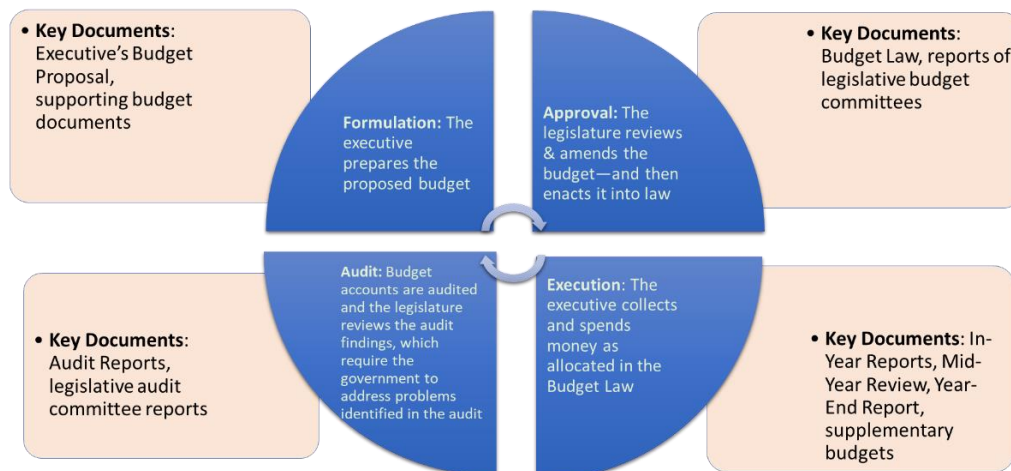 • Key Documents:
Executive's Budget
Proposal,
supporting budget
documents
Formulation: The
executive
prepares the
proposed budget
Approval: The
legislature reviews
& amends the
budget—and then
enacts it into law
• Key Documents:
Budget Law, reports of
legislative budget
committees
• Key Documents:
Audit Reports,
legislative audit
committee reports
Audit: Budget
accounts are audited
and the legislature
reviews the audit
findings, which
require the
government to
address problems
identified in the audit
Execution: The
executive collects
and spends
money as
allocated in the
Budget Law
• Key Documents: In-
Year Reports, Mid-
Year Review, Year-
End Report,
supplementary
budgets